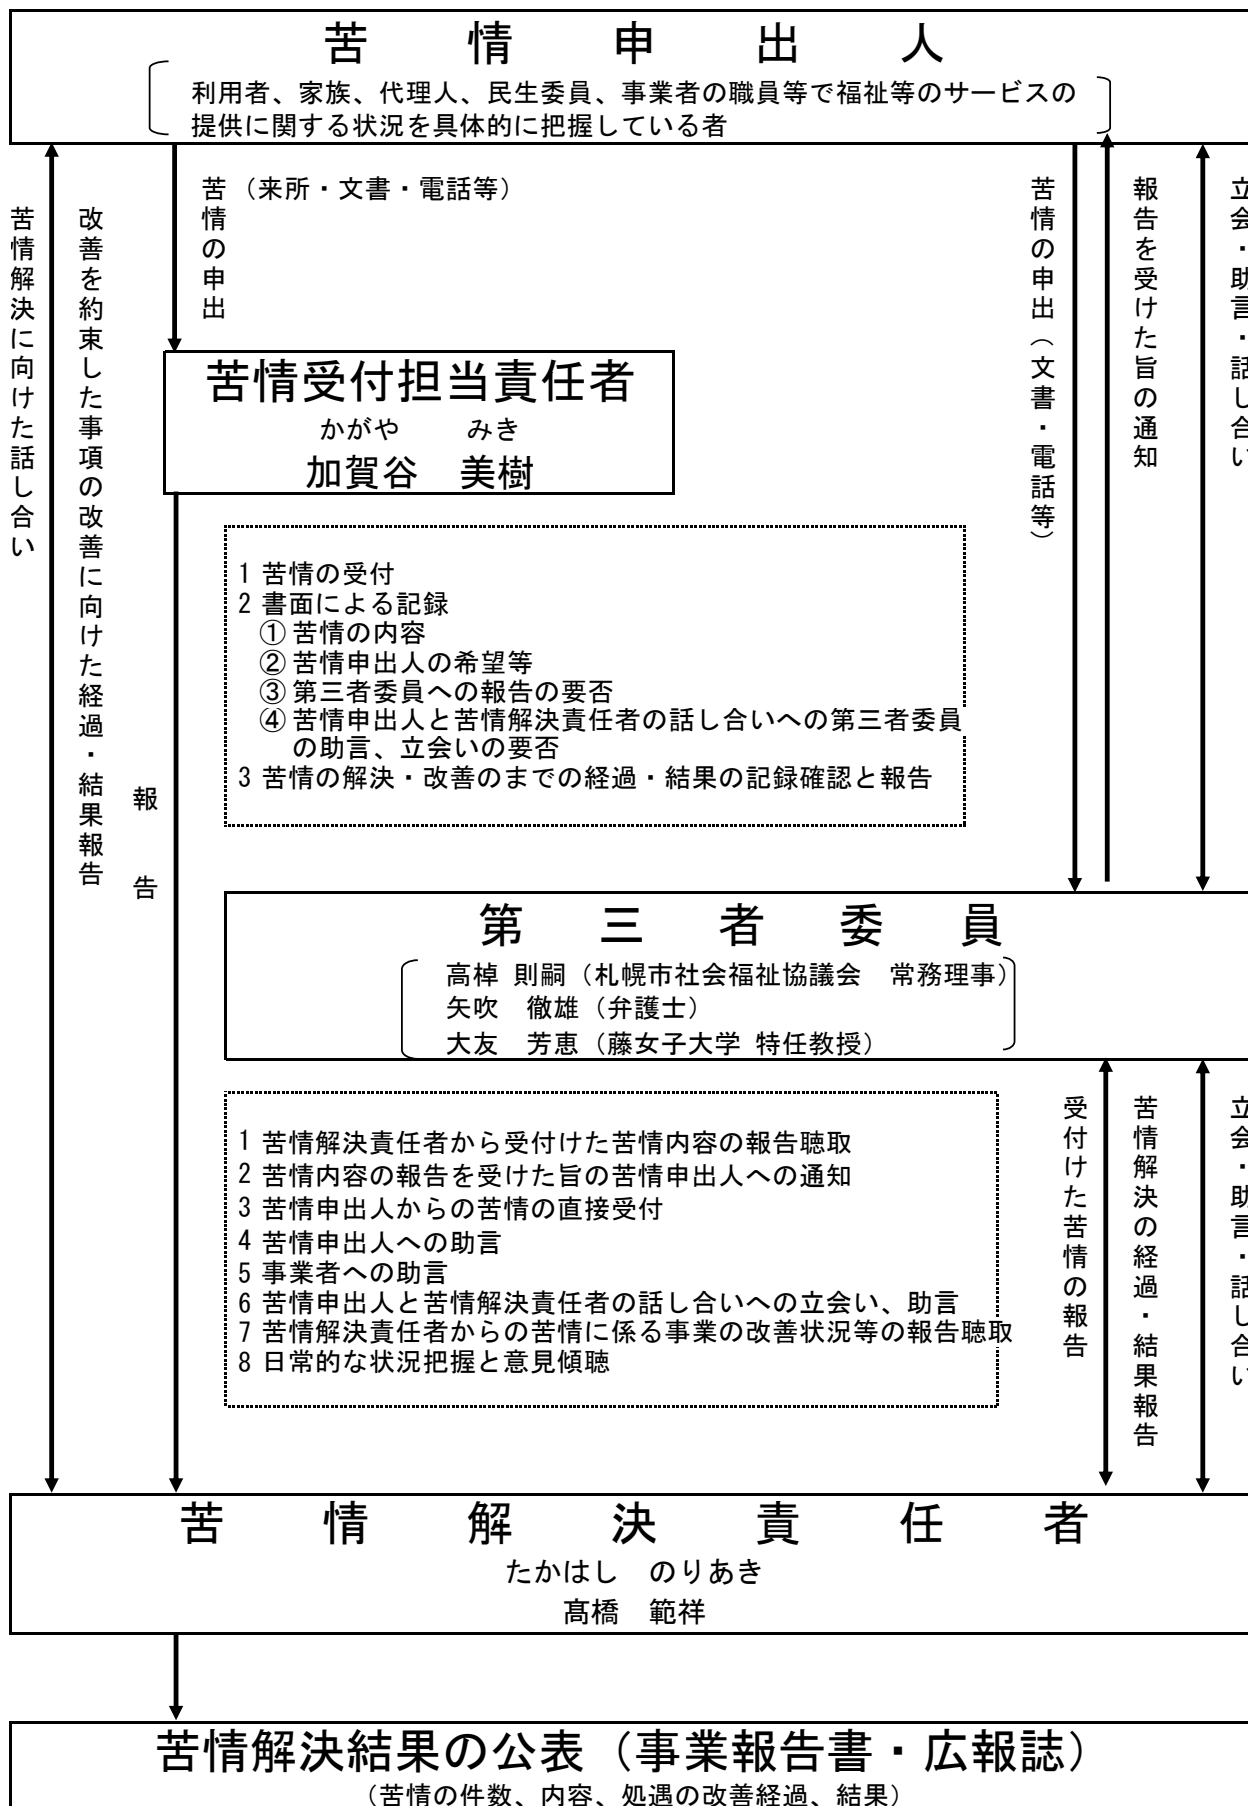 苦情申出人
利用者、家族、代理人、民生委員、事業者の職員等で福祉等のサービスの
提供に関する状況を具体的に把握している者
苦情解決に向けた話し合い
改善を約束した事項の改善に向けた経過・結果報告
苦情の申出
（来所・文書・電話等）
苦情の申出（文書・電話等）
報告を受けた旨の通知
立会・助言・話し合い
苦情受付担当責任者
かがや　みき
加賀谷　美樹
報告
1 苦情の受付
2 書面による記録
① 苦情の内容
② 苦情申出人の希望等
③ 第三者委員への報告の要否
④ 苦情申出人と苦情解決責任者の話し合いへの第三者委員
の助言、立会いの要否
3 苦情の解決・改善のまでの経過・結果の記録確認と報告
第三者委員
高棹 則嗣（札幌市社会福祉協議会　常務理事）
矢吹　徹雄（弁護士）
大友　芳恵（藤女子大学 特任教授）
1 苦情解決責任者から受付けた苦情内容の報告聴取
2 苦情内容の報告を受けた旨の苦情申出人への通知
3 苦情申出人からの苦情の直接受付
4 苦情申出人への助言
5 事業者への助言
6 苦情申出人と苦情解決責任者の話し合いへの立会い、助言
7 苦情解決責任者からの苦情に係る事業の改善状況等の報告聴取
8 日常的な状況把握と意見傾聴
受付けた苦情の報告
苦情解決の経過・結果報告
立会・助言・話し合い
苦情解決責任者
たかはし　のりあき
髙橋　範祥
苦情解決結果の公表（事業報告書・広報誌）
（苦情の件数、内容、処遇の改善経過、結果）